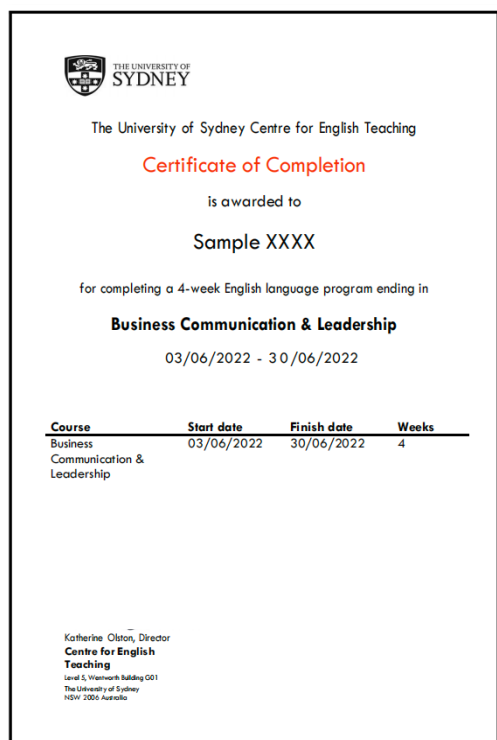 THE UNIVERSITY OF
SYDNEY
The University of Sydney Centre for English Teaching
Certificate of Completion
is awarded to
Sample XXXX
for completing a 4-week English language program ending in
Business Communication & Leadership
03/06/2022 - 30/06/2022
Course Start date Finish date Weeks
Business 03/06/2022 30/06/2022 4
Communication &
Leadership
Katherine Olston, Director
Centre for English
Teaching
Level 5, Wentworth Building G01
The University of Sydney
NSW 2006 Australia